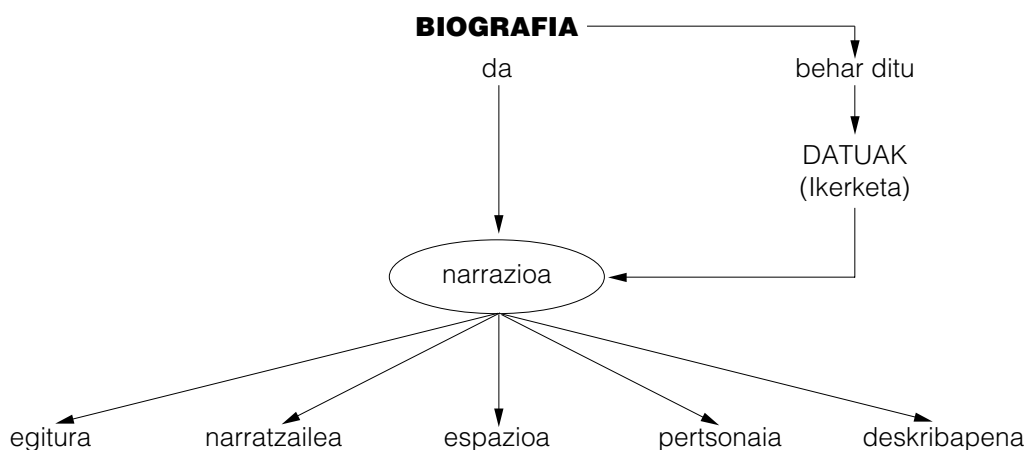 BIOGRAFIA
da
behar ditu
DATUAK
(Ikerketa)
narrazioa
egitura
narratzailea
espazioa
pertsonaia
deskribapena